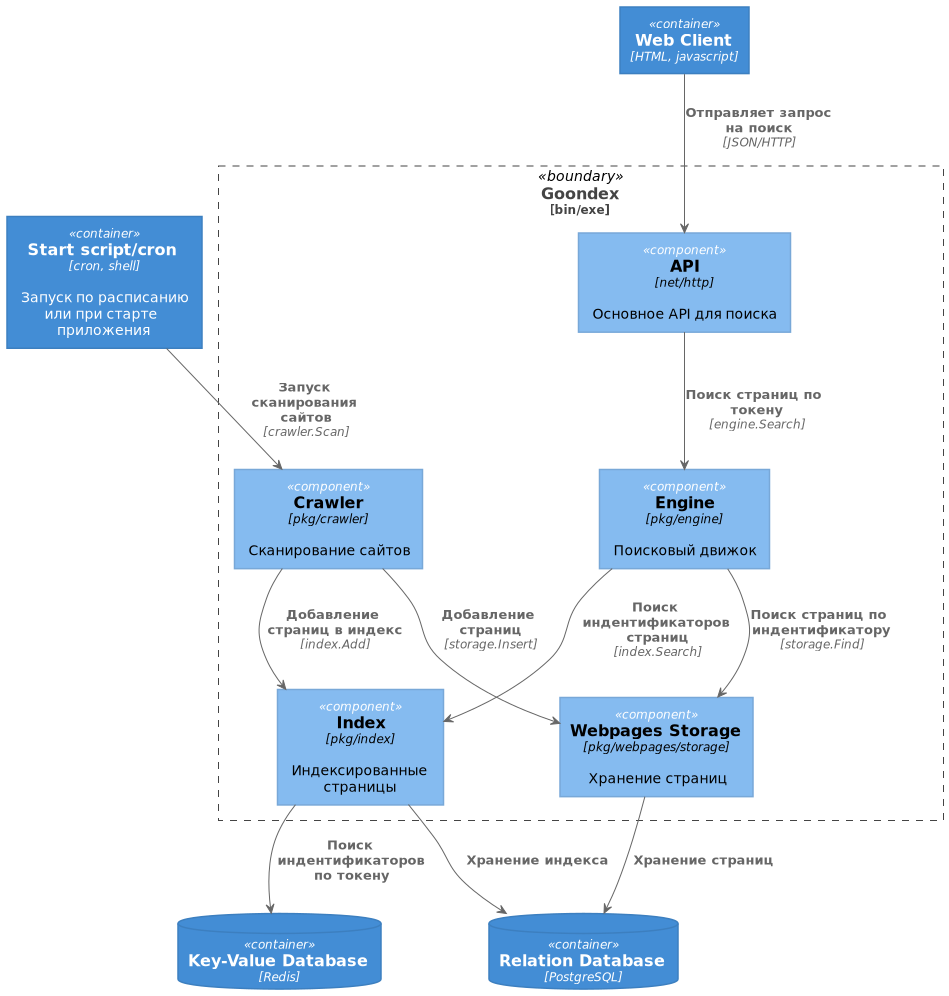 «container»
Web Client
[HTML, javascript]
Отправляет запрос
на поиск
[JSON/HTTP]
«boundary»
Goondex
[bin/exe]
«container»
Start script/cron
[cron, shell]
Запуск по расписанию
или при старте
приложения
«component»
API
[net/http]
Основное API для поиска
Запуск
сканирования
сайтов
[crawler.Scan]
Поиск страниц по
токену
[engine.Search]
«component»
Crawler
[pkg/crawler]
Сканирование сайтов
«component»
Engine
[pkg/engine]
Поисковый движок
Добавление
страниц в индекс
[index.Add]
Добавление
страниц
[storage.Insert]
Поиск
индентификаторов
страниц
[index.Search]
Поиск страниц по
индентификатору
[storage.Find]
«component»
Index
[pkg/index]
Индексированные
страницы
«component»
Webpages Storage
[pkg/webpages/storage]
Хранение страниц
Поиск
индентификаторов
по токену
Хранение индекса
Хранение страниц
«container»
Key-Value Database
[Redis]
«container»
Relation Database
[PostgreSQL]